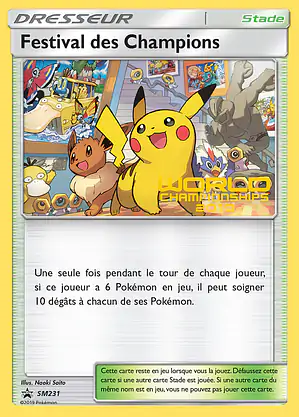 DRESSEUR
Stade
Festival des Champions
WORLD
CHAMPIONSHIPS
Une seule fois pendant le tour de chaque joueur,
si ce joueur a 6 Pokémon en jeu, il peut soigner
10 dégâts à chacun de ses Pokémon.
Illus. Naoki Saito
SM231
©2019 Pokémon
Cette carte reste en jeu lorsque vous la jouez. Défaussez cette
carte si une autre carte Stade est jouée. Si une autre carte du
même nom est en jeu, vous ne pouvez pas jouer cette carte.